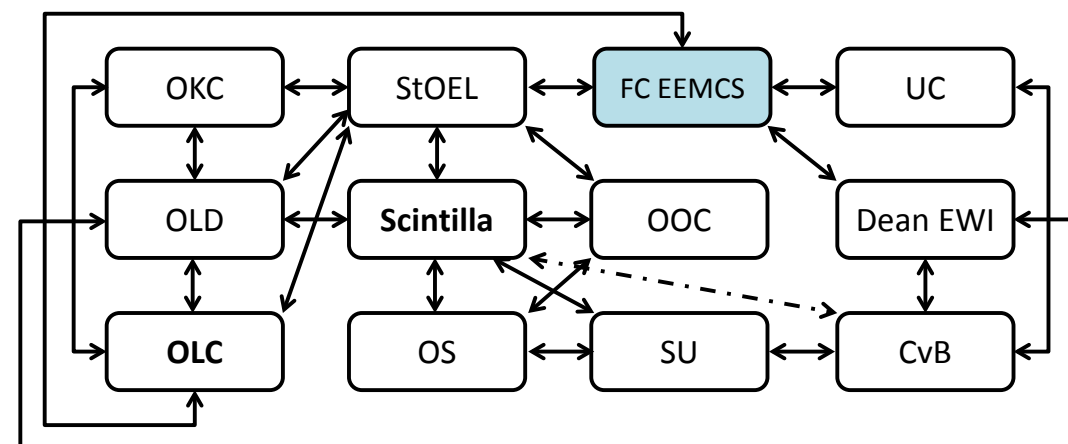 OKC
StOEL
FC EEMCS
UC
OLD
Scintilla
OOC
Dean EWI
OLC
OS
SU
CvB